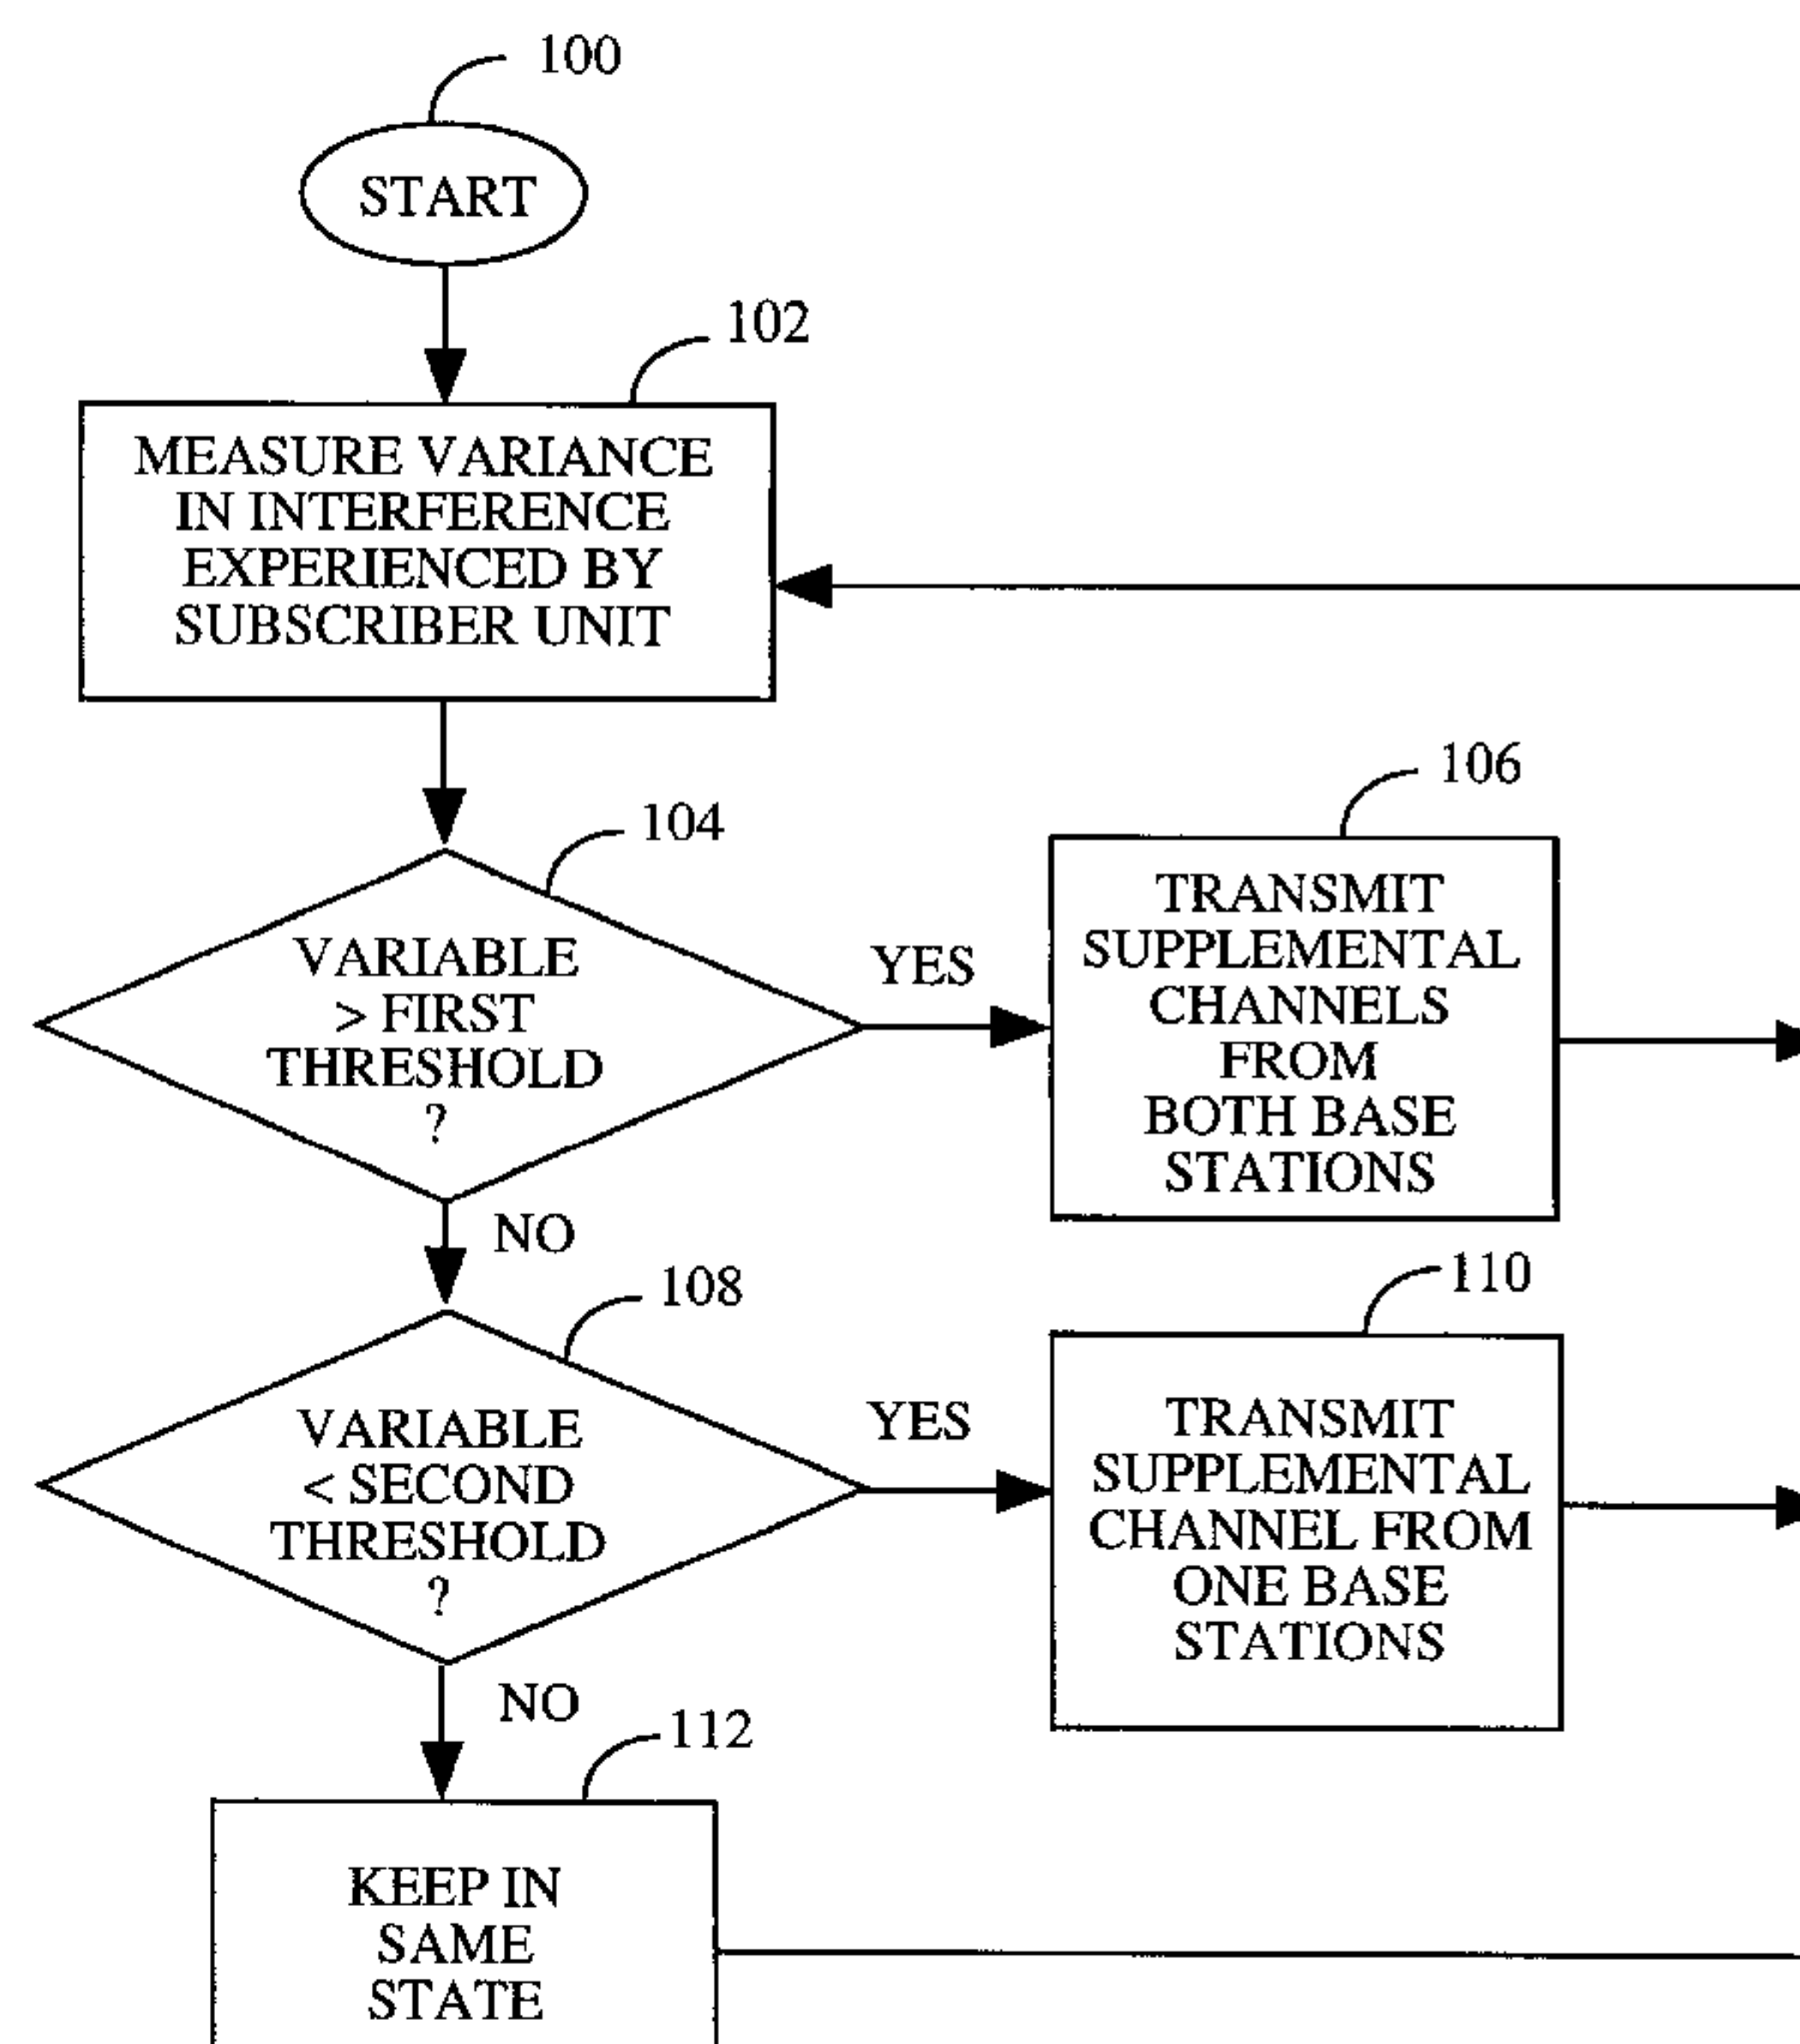 100
START
102
MEASURE VARIANCE
IN INTERFERENCE
EXPERIENCED BY
SUBSCRIBER UNIT
104
VARIABLE
> FIRST
THRESHOLD
?
YES
106
TRANSMIT
SUPPLEMENTAL
CHANNELS
FROM
BOTH BASE
STATIONS
NO
108
VARIABLE
< SECOND
THRESHOLD
?
YES
110
TRANSMIT
SUPPLEMENTAL
CHANNEL FROM
ONE BASE
STATIONS
NO
112
KEEP IN
SAME
STATE